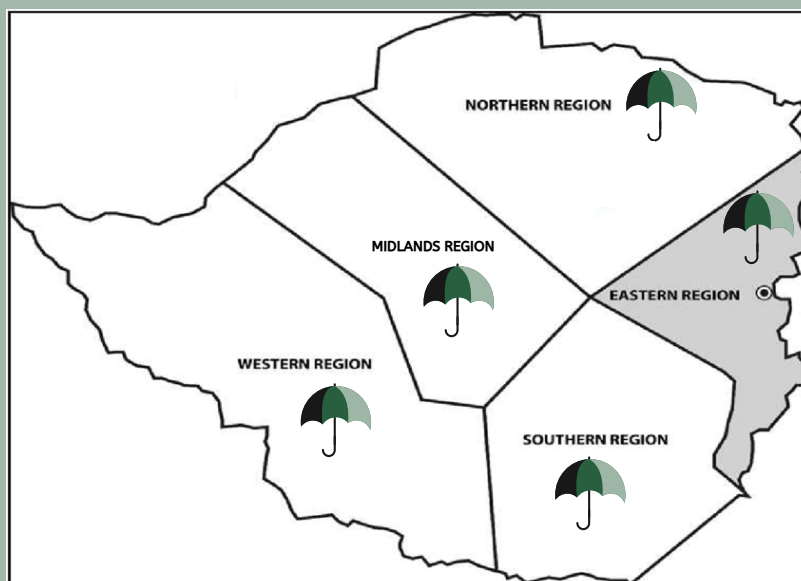 NORTHERN REGION
MIDLANDS REGION
EASTERN REGION
WESTERN REGION
SOUTHERN REGION